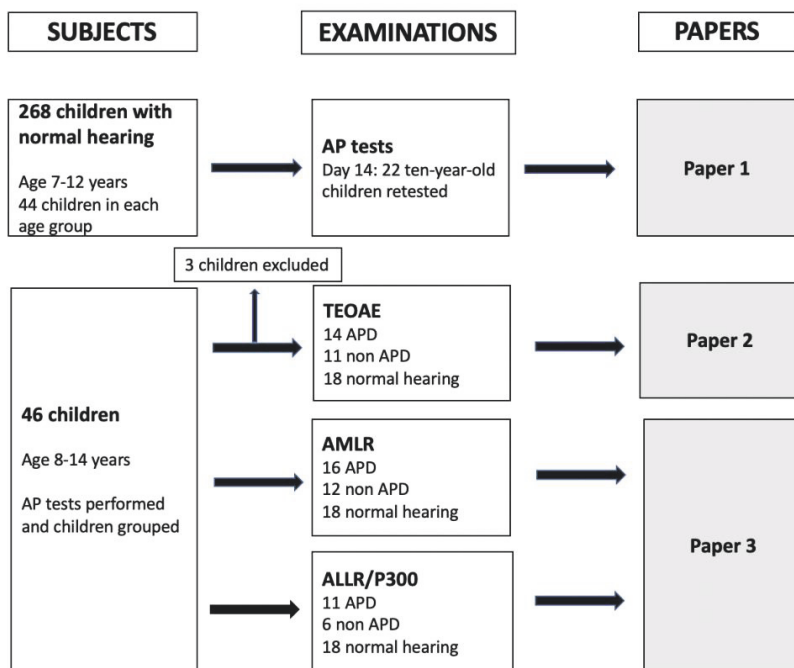 SUBJECTS
EXAMINATIONS
PAPERS
268 children with
normal hearing
Age 7-12 years
44 children in each
age group
AP tests
Day 14: 22 ten-year-old
children retested
Paper 1
3 children excluded
46 children
Age 8-14 years
AP tests performed
and children grouped
TEOAE
14 APD
11 non APD
18 normal hearing
Paper 2
AMLR
16 APD
12 non APD
18 normal hearing
ALLR/P300
11 APD
6 non APD
18 normal hearing
Paper 3